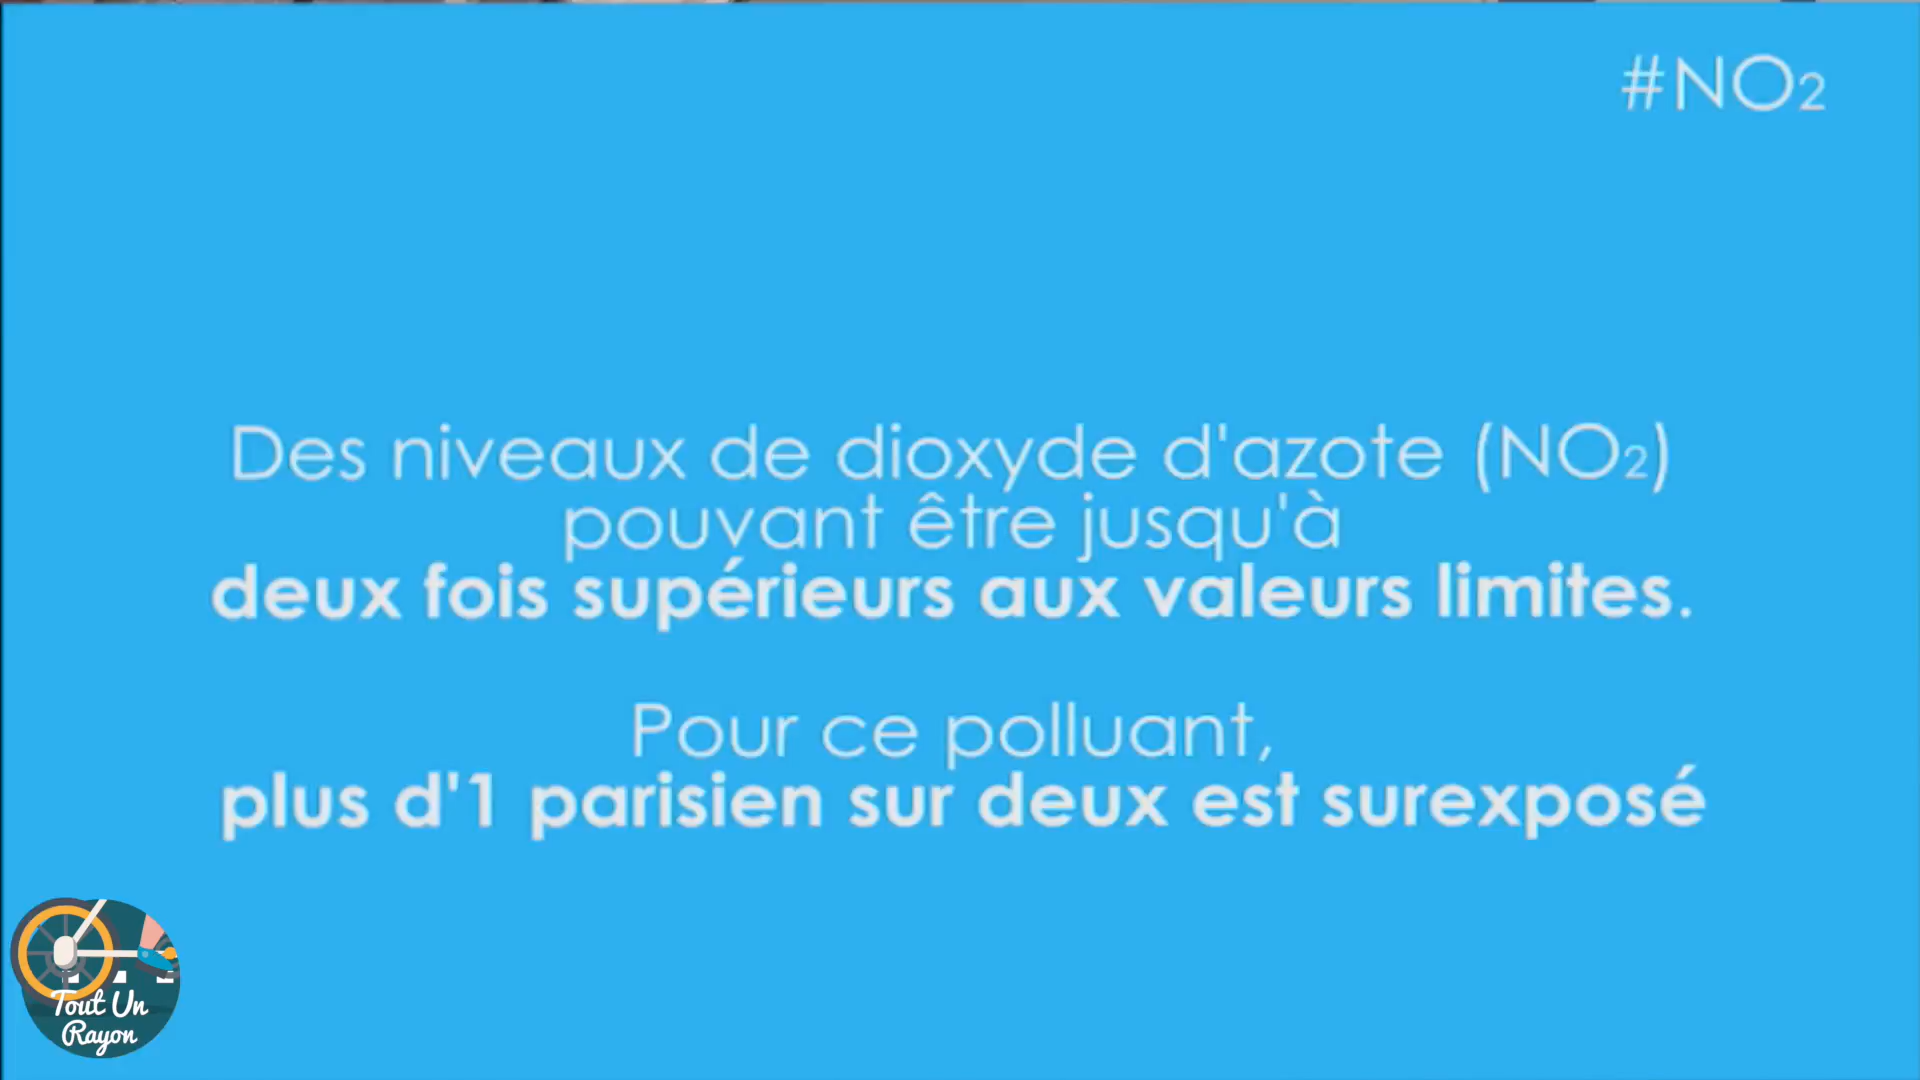 #NO₂
Des niveaux de dioxyde d'azote (NO₂)
pouvant être jusqu'à
deux fois supérieurs aux valeurs limites.
Pour ce polluant,
plus d'1 parisien sur deux est surexposé
Tout Un
Rayon